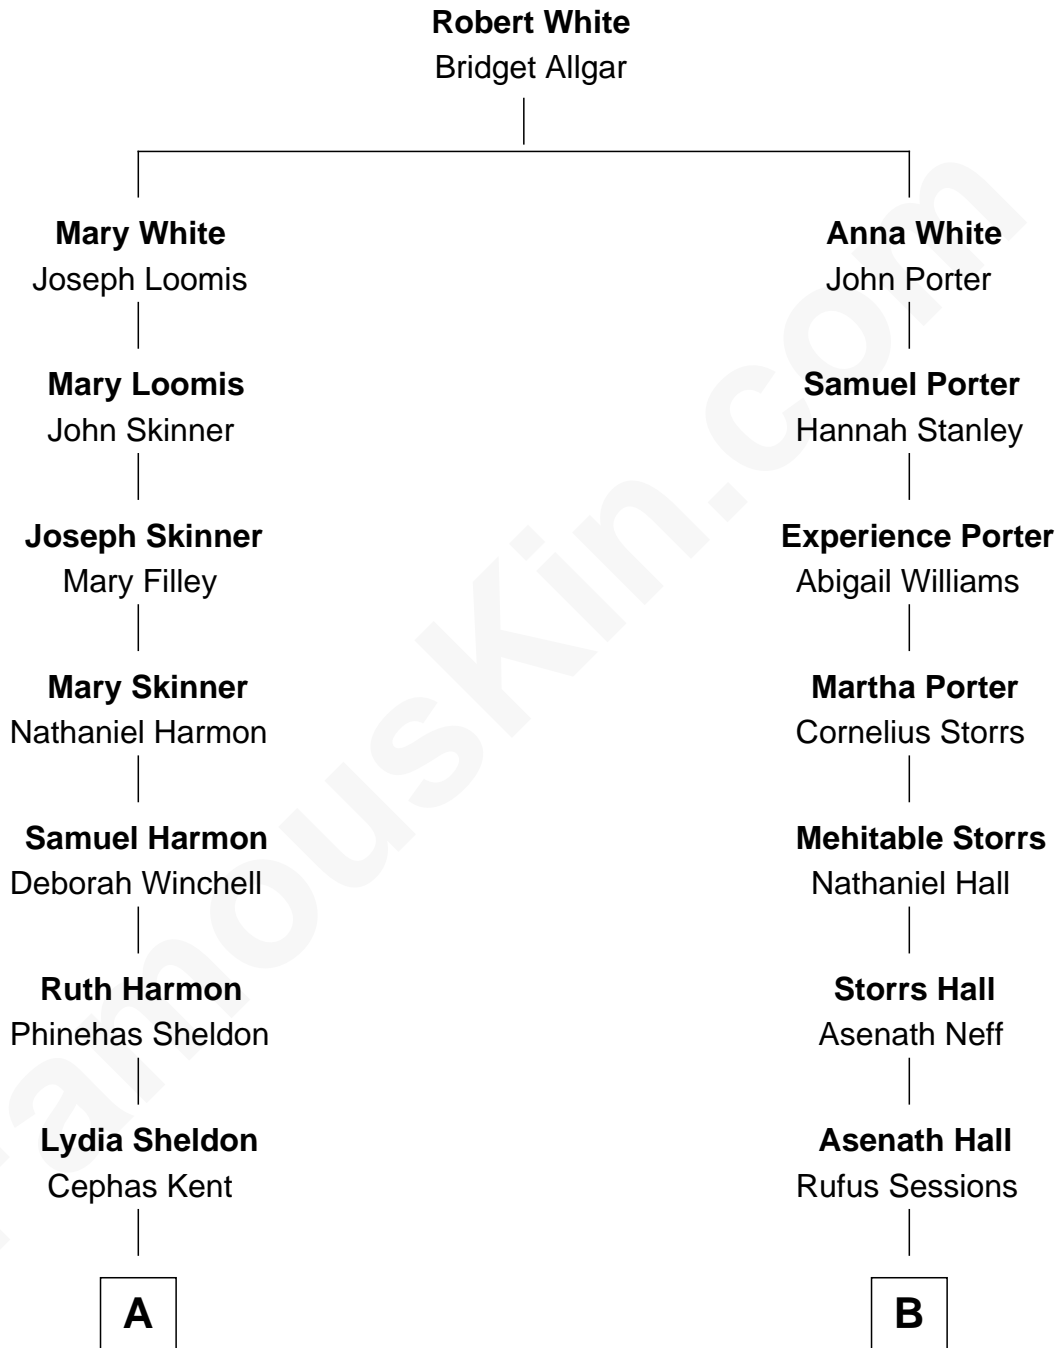 Robert White
Bridget Allgar
Mary White
Joseph Loomis
Anna White
John Porter
Mary Loomis
John Skinner
Samuel Porter
Hannah Stanley
Joseph Skinner
Mary Filley
Experience Porter
Abigail Williams
Mary Skinner
Nathaniel Harmon
Martha Porter
Cornelius Storrs
Samuel Harmon
Deborah Winchell
Mehitable Storrs
Nathaniel Hall
Ruth Harmon
Phinehas Sheldon
Storrs Hall
Asenath Neff
Lydia Sheldon
Cephas Kent
Asenath Hall
Rufus Sessions
A
B
FamousKin.com